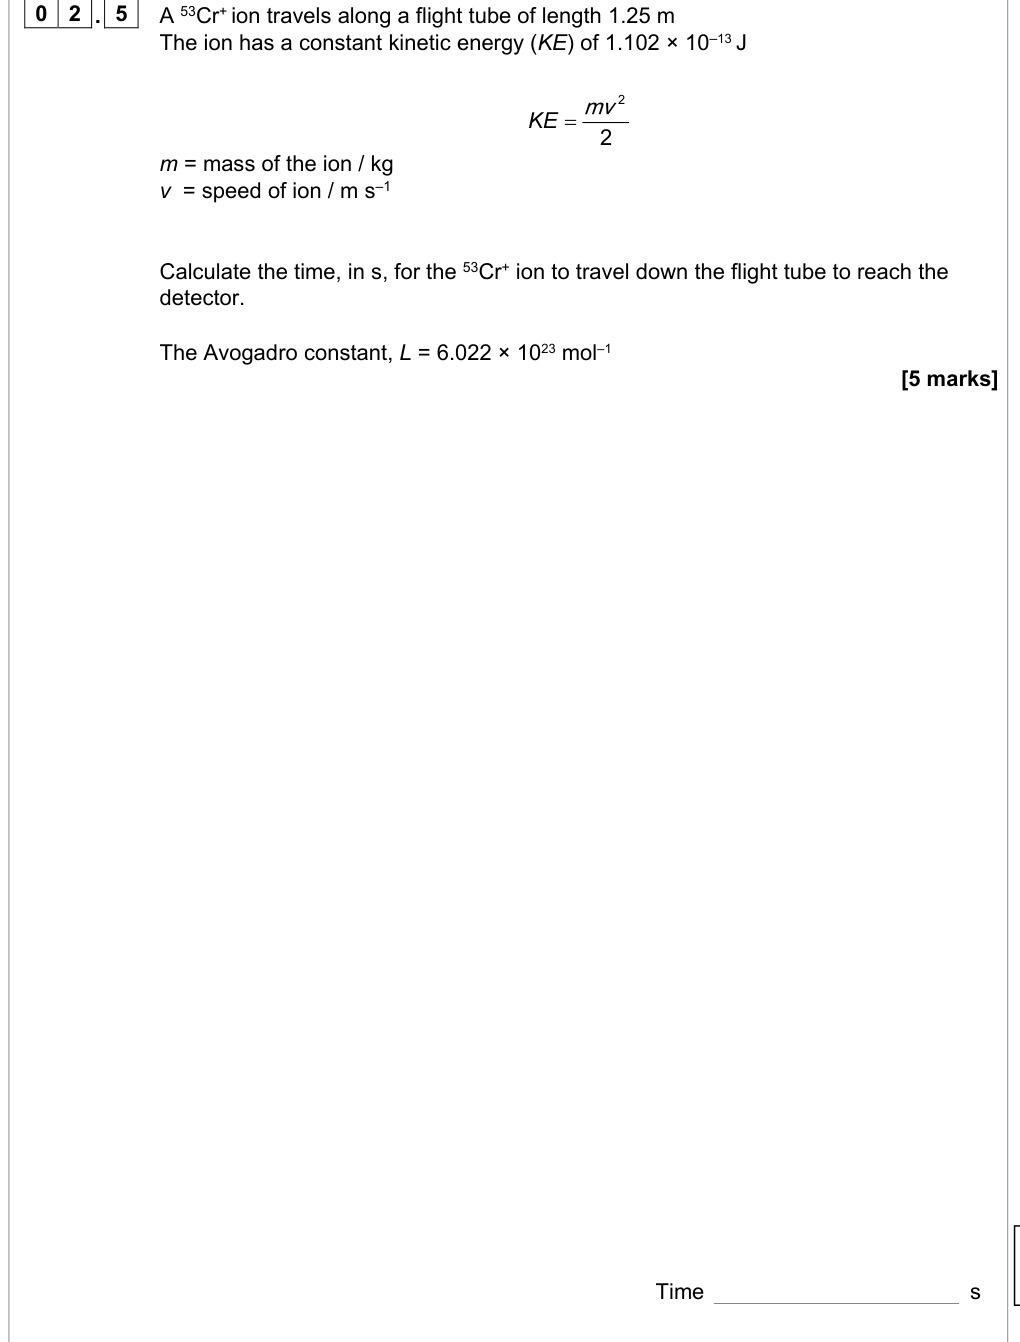 0 2 . 5 A ⁵³Cr⁺ ion travels along a flight tube of length 1.25 m
The ion has a constant kinetic energy (KE) of 1.102 × 10⁻¹³ J
KE = mv²/2
m = mass of the ion / kg
v = speed of ion / m s⁻¹
Calculate the time, in s, for the ⁵³Cr⁺ ion to travel down the flight tube to reach the
detector.
The Avogadro constant, L = 6.022 × 10²³ mol⁻¹
[5 marks]
Time s